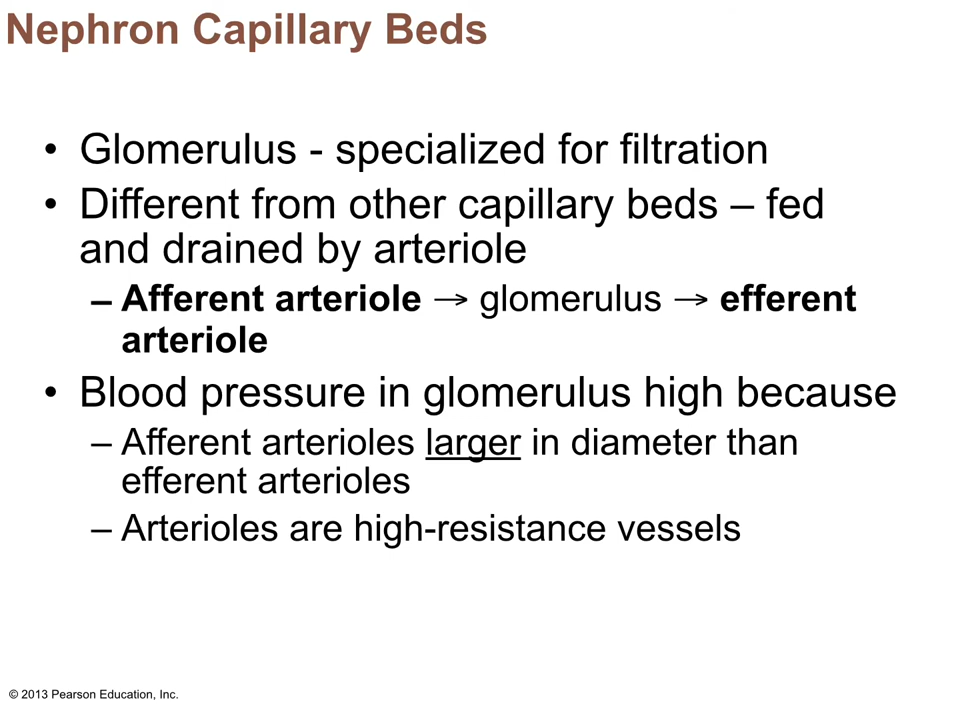 Nephron Capillary Beds
• Glomerulus - specialized for filtration
• Different from other capillary beds – fed
and drained by arteriole
– Afferent arteriole → glomerulus → efferent
arteriole
• Blood pressure in glomerulus high because
– Afferent arterioles larger in diameter than
efferent arterioles
– Arterioles are high-resistance vessels
© 2013 Pearson Education, Inc.